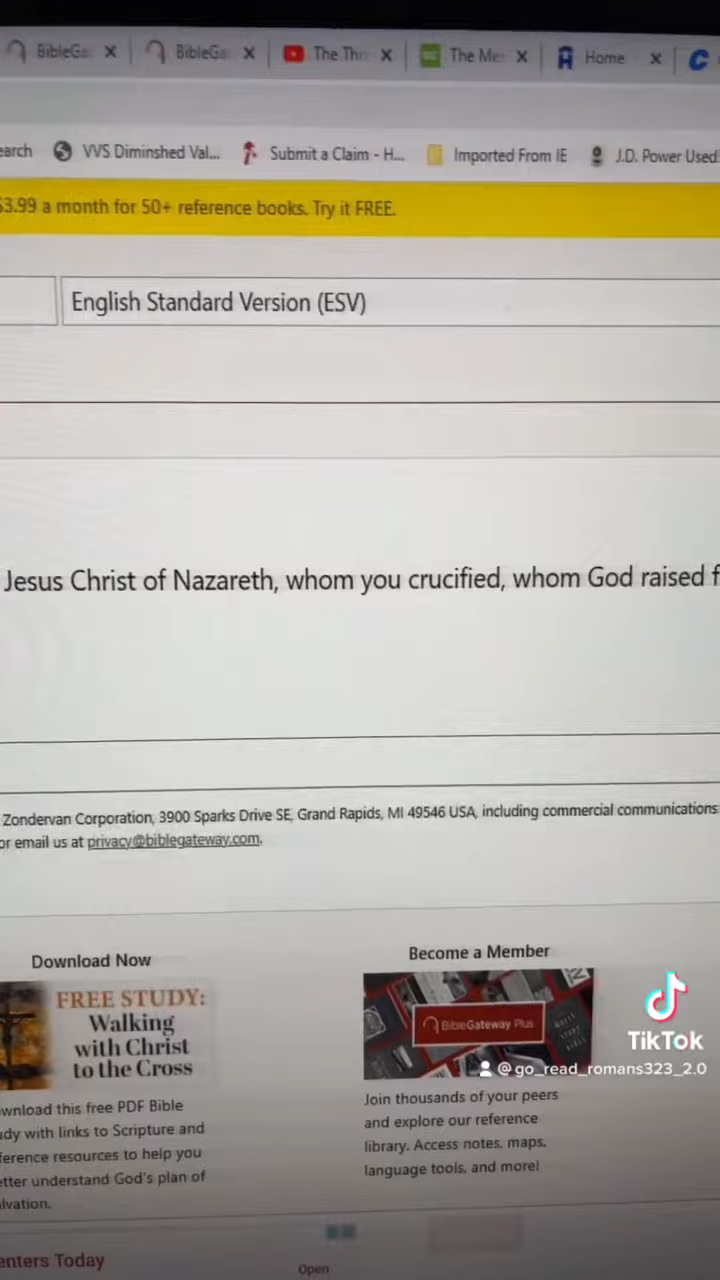 BibleGa
BibleGa
The Thr
The Me
Home
earch
VVS Diminshed Val...
Submit a Claim - H...
Imported From IE
J.D. Power Used
$3.99 a month for 50+ reference books. Try it FREE.
English Standard Version (ESV)
Jesus Christ of Nazareth, whom you crucified, whom God raised f
Zondervan Corporation, 3900 Sparks Drive SE, Grand Rapids, MI 49546 USA, including commercial communications
or email us at privacy@biblegateway.com.
Download Now
FREE STUDY:
Walking
with Christ
to the Cross
wnload this free PDF Bible
dy with links to Scripture and
ference resources to help you
etter understand God's plan of
lvation.
Become a Member
BibleGateway Plus
Join thousands of your peers
and explore our reference
library. Access notes, maps,
language tools, and more!
TikTok
@go_read_romans323_2.0
enters Today
Open